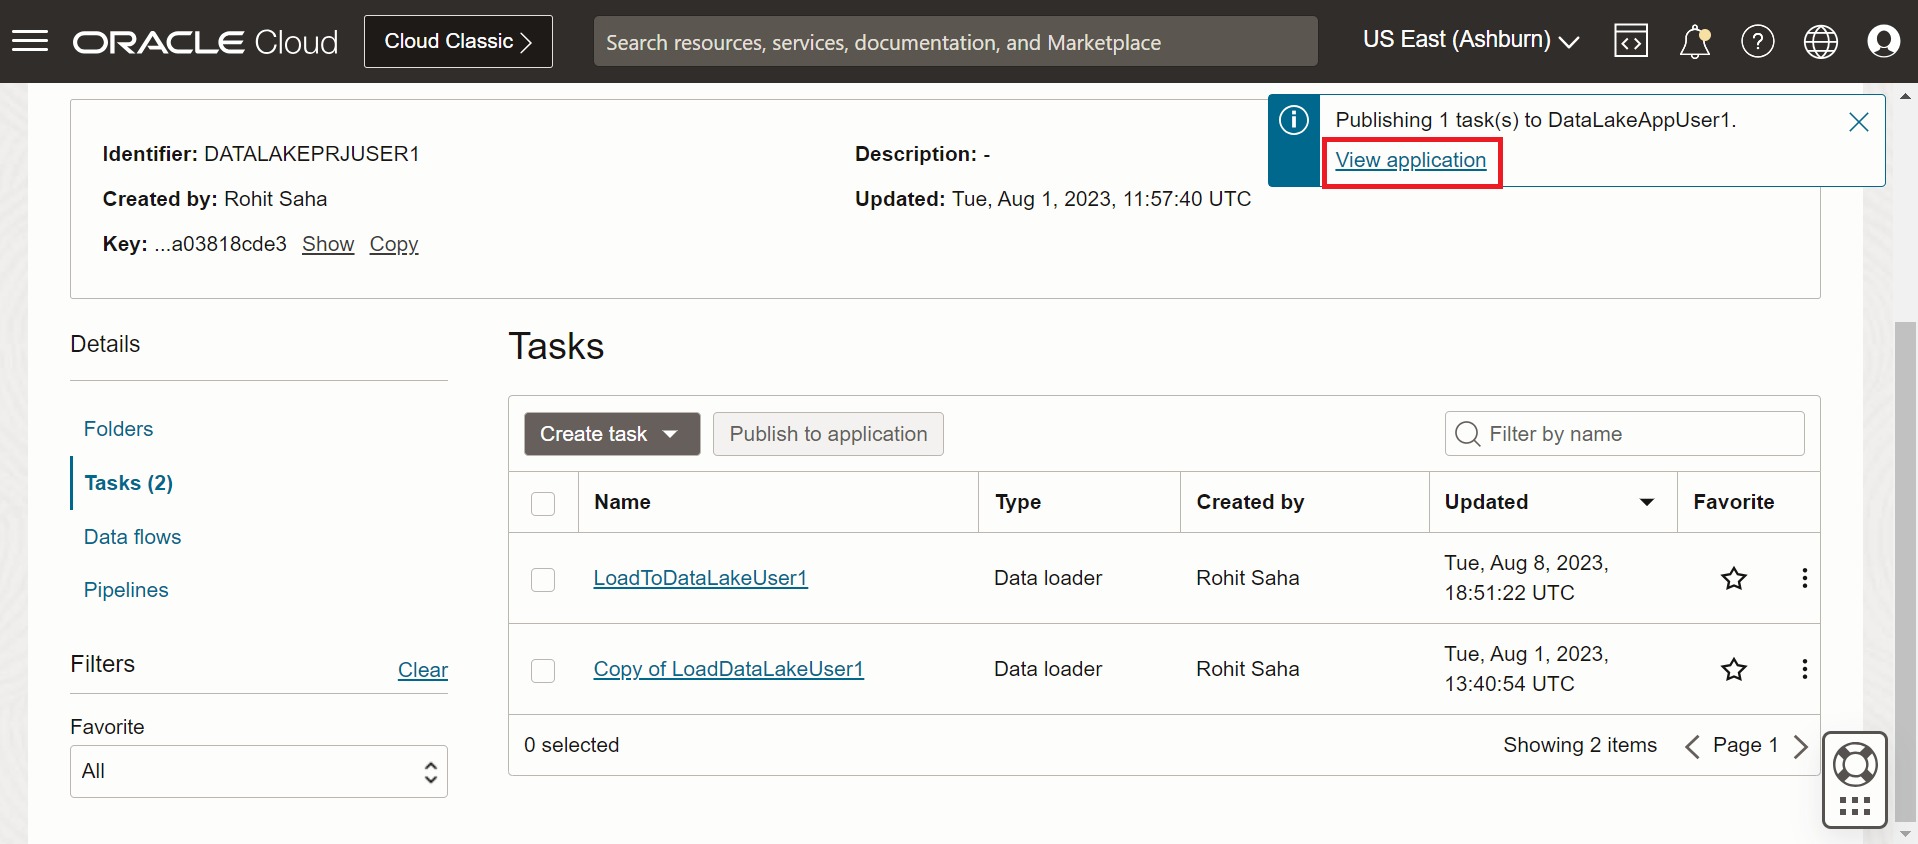 ORACLE Cloud
Cloud Classic
Search resources, services, documentation, and Marketplace
US East (Ashburn)
Publishing 1 task(s) to DataLakeAppUser1.
View application
Identifier: DATALAKEPRJUSER1
Created by: Rohit Saha
Key: ...a03818cde3 Show Copy
Description: -
Updated: Tue, Aug 1, 2023, 11:57:40 UTC
Details
Folders
Tasks (2)
Data flows
Pipelines
Filters
Clear
Favorite
All
Tasks
Create task
Publish to application
Filter by name
Name Type Created by Updated Favorite
LoadToDataLakeUser1 Data loader Rohit Saha Tue, Aug 8, 2023,
18:51:22 UTC
Copy of LoadDataLakeUser1 Data loader Rohit Saha Tue, Aug 1, 2023,
13:40:54 UTC
0 selected
Showing 2 items
Page 1